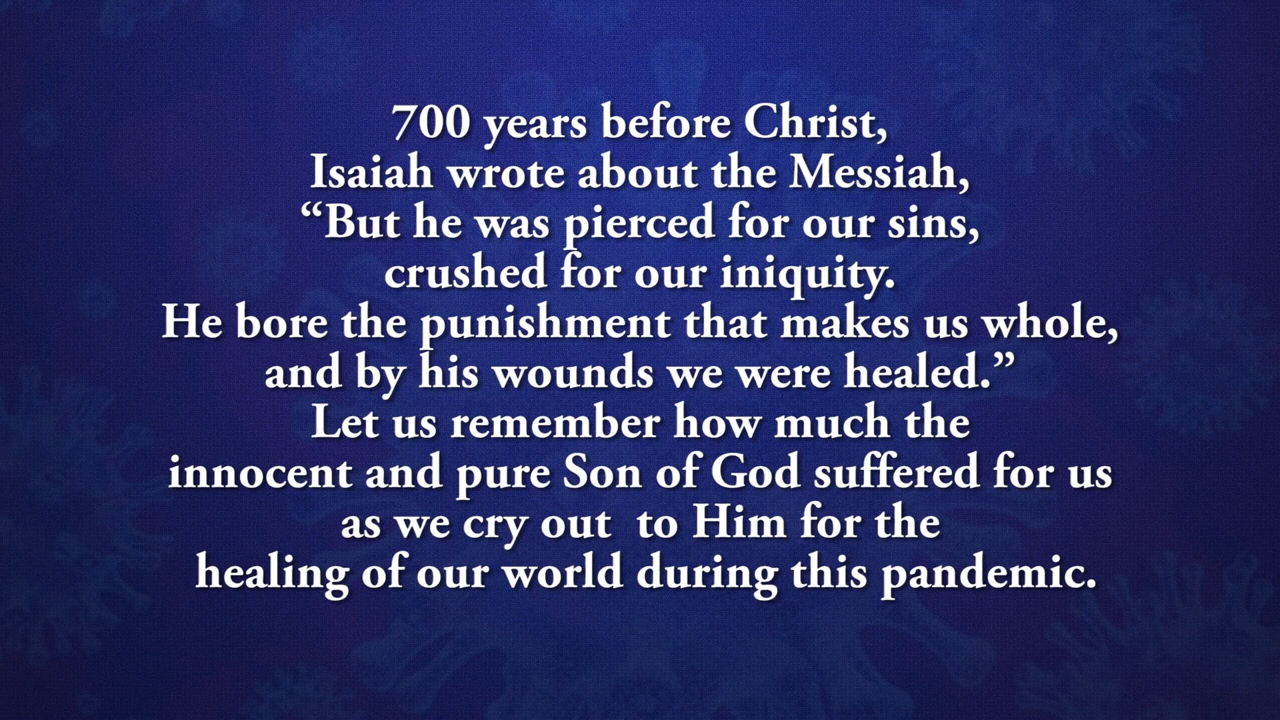 700 years before Christ,
Isaiah wrote about the Messiah,
“But he was pierced for our sins,
crushed for our iniquity.
He bore the punishment that makes us whole,
and by his wounds we were healed.”
Let us remember how much the
innocent and pure Son of God suffered for us
as we cry out  to Him for the
healing of our world during this pandemic.